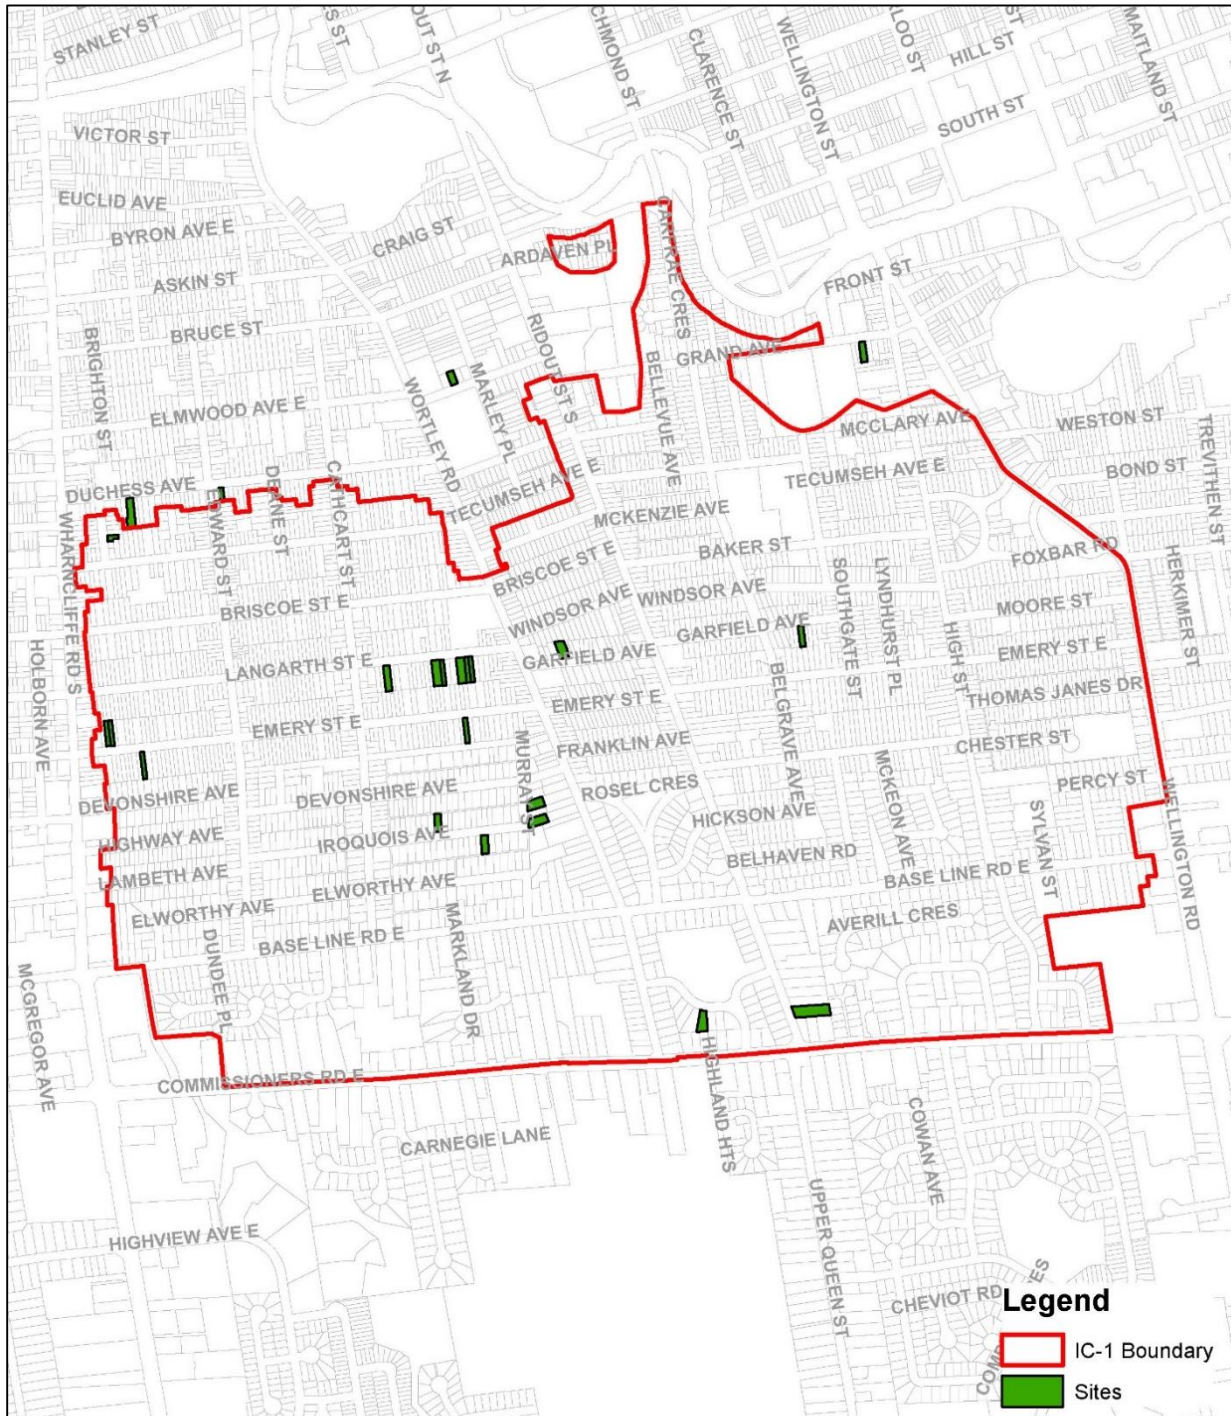 STANLEY ST
OUT ST N
CHMOND ST
CLARENCE ST
WELLINGTON ST
LOO ST
HILL ST
MAITLAND ST
SOUTH ST
VICTOR ST
EUCLID AVE
BYRON AVE E
CRAIG ST
ARDAVEN PL
CARFRAE CRES
FRONT ST
ASKIN ST
BRUCE ST
BRIGHTON ST
RIDOUT ST S
GRAND AVE
BELLEVUE AVE
MARLEY PL
WORTLEY RD
ELMWOOD AVE E
MCCLARY AVE
WESTON ST
TREVITHEN ST
TECUMSEH AVE E
BOND ST
DUCHESS AVE
DEANE ST
CATHCART ST
TECUMSEH AVE E
EDWARD ST
MCKENZIE AVE
WHARNCLIFFE RD S
BAKER ST
FOXBAR RD
HERKIMER ST
BRISCOE ST E
BRISCOE ST E
WINDSOR AVE
WINDSOR AVE
SOUTHGATE ST
LYNDHURST PL
MOORE ST
HOLBORN AVE
LANGARTH ST E
GARFIELD AVE
GARFIELD AVE
HIGH ST
EMERY ST E
BELGRAVE AVE
THOMAS JANES DR
EMERY ST E
EMERY ST E
MURRAY ST
FRANKLIN AVE
CHESTER ST
MCKEON AVE
DEVONSHIRE AVE
DEVONSHIRE AVE
ROSEL CRES
PERCY ST
WELLINGTON RD
HIGHWAY AVE
IROQUOIS AVE
HICKSON AVE
SYLVAN ST
LAMBETH AVE
ELWORTHY AVE
BELHAVEN RD
BASE LINE RD E
ELWORTHY AVE
BASE LINE RD E
MARKLAND DR
AVERILL CRES
DUNDEE PL
MCGREGOR AVE
COMMISSIONERS RD E
HIGHLAND HTS
CARNEGIE LANE
COWAN AVE
HIGHVIEW AVE E
UPPER QUEEN ST
CHEVIOT RD
Legend
IC-1 Boundary
Sites